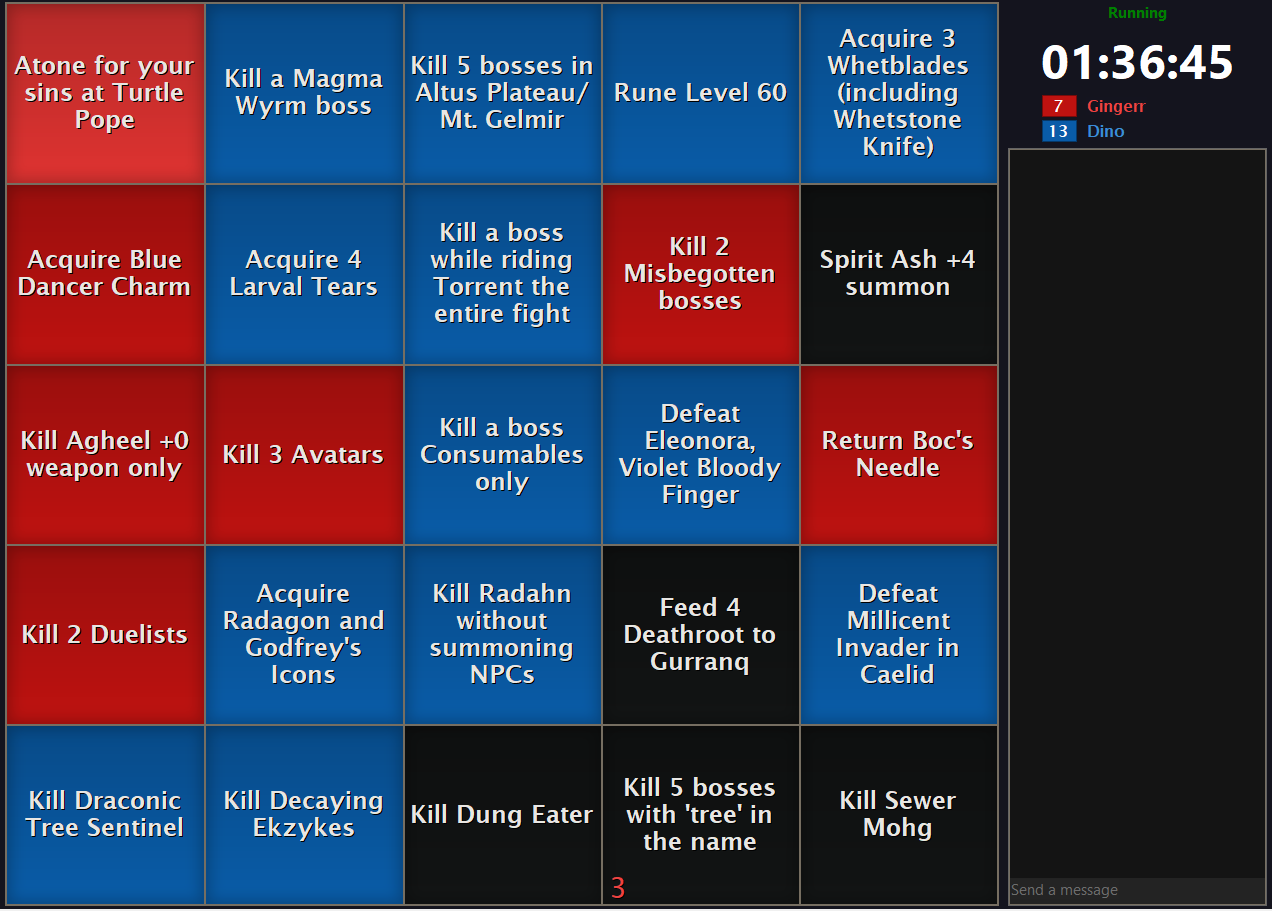 Atone for your
sins at Turtle
Pope
Kill a Magma
Wyrm boss
Kill 5 bosses in
Altus Plateau/
Mt. Gelmir
Rune Level 60
Acquire 3
Whetblades
(including
Whetstone
Knife)
Acquire Blue
Dancer Charm
Acquire 4
Larval Tears
Kill a boss
while riding
Torrent the
entire fight
Kill 2
Misbegotten
bosses
Spirit Ash +4
summon
Kill Agheel +0
weapon only
Kill 3 Avatars
Kill a boss
Consumables
only
Defeat
Eleonora,
Violet Bloody
Finger
Return Boc's
Needle
Kill 2 Duelists
Acquire
Radagon and
Godfrey's
Icons
Kill Radahn
without
summoning
NPCs
Feed 4
Deathroot to
Gurranq
Defeat
Millicent
Invader in
Caelid
Kill Draconic
Tree Sentinel
Kill Decaying
Ekzykes
Kill Dung Eater
Kill 5 bosses
with 'tree' in
the name
3
Kill Sewer
Mohg
Running
01:36:45
7 Gingerr
13 Dino
Send a message